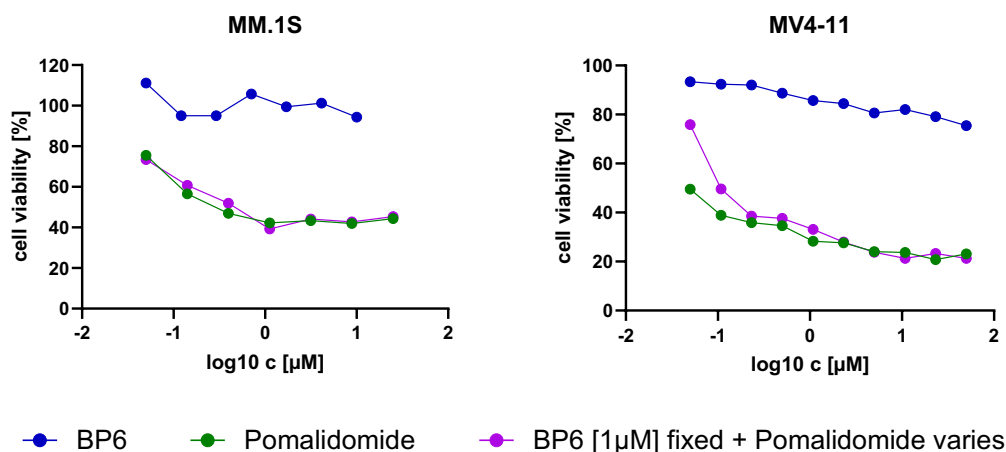 MM.1S
120
100
80
60
40
20
0
cell viability [%]
-2 -1 0 1 2
log10 c [µM]
MV4-11
100
80
60
40
20
0
cell viability [%]
-2 -1 0 1 2
log10 c [µM]
BP6 Pomalidomide BP6 [1µM] fixed + Pomalidomide varies